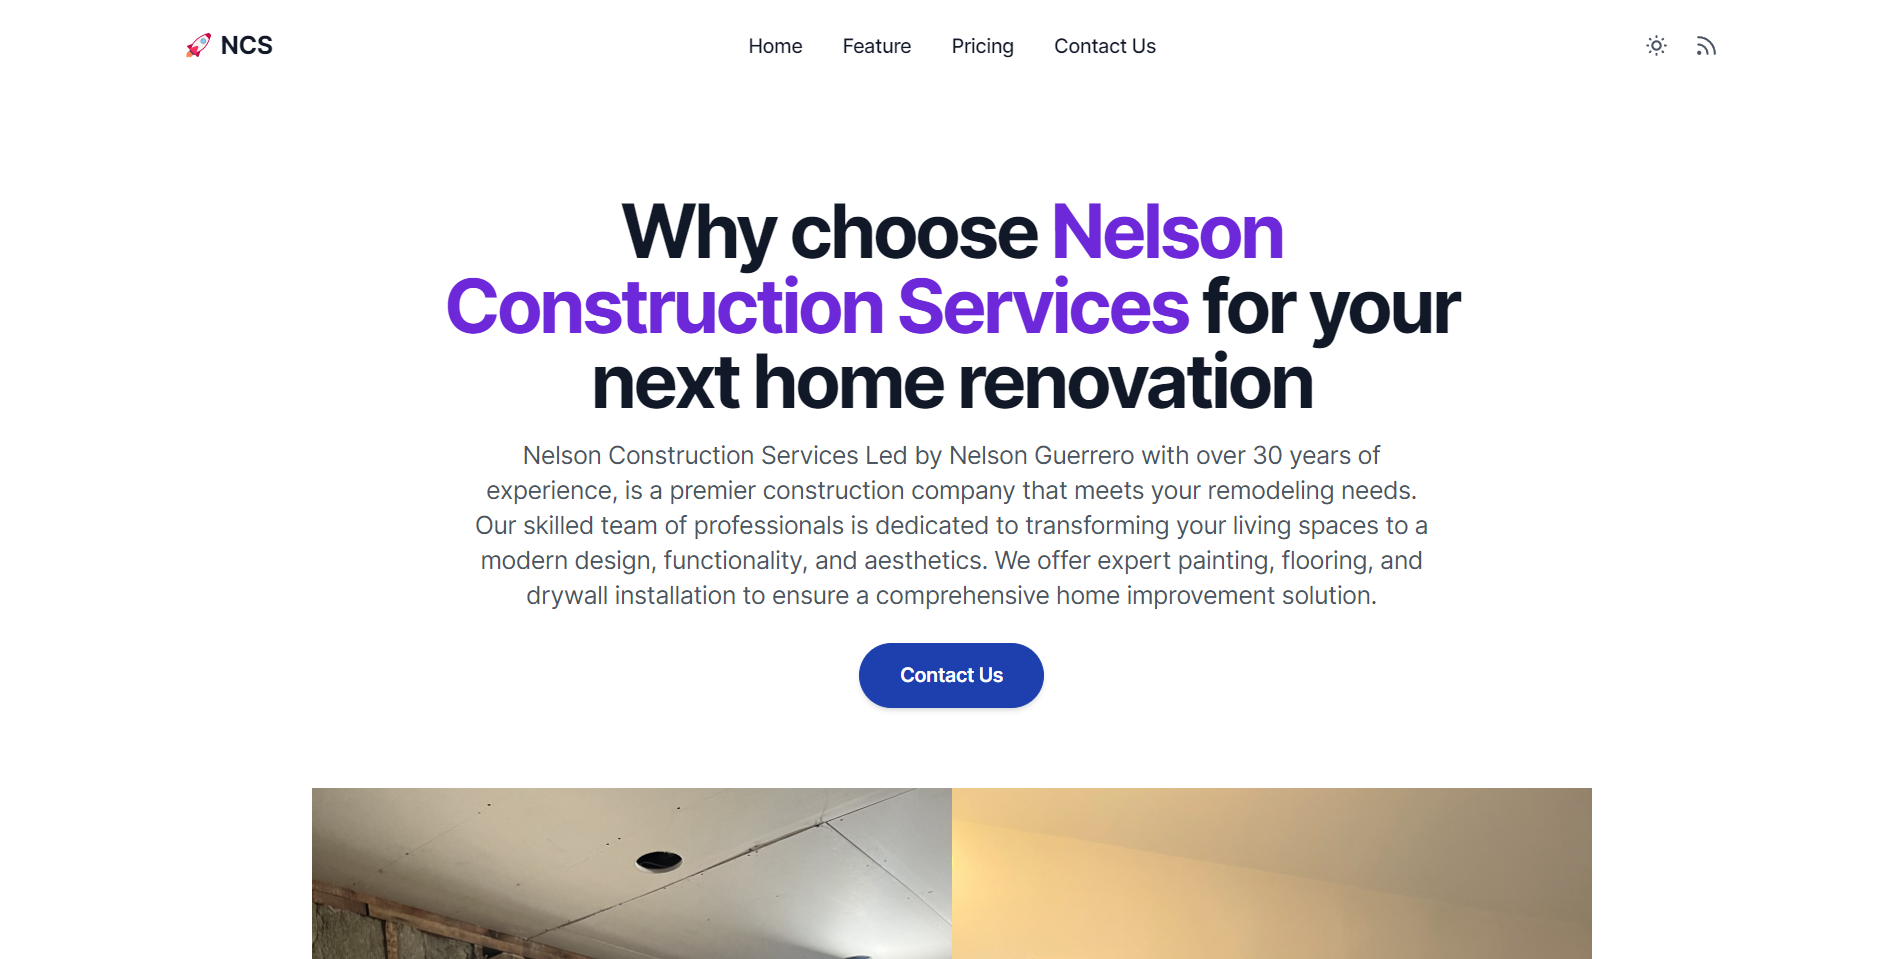 🚀 NCS
Home Feature Pricing Contact Us
Why choose Nelson
Construction Services for your
next home renovation
Nelson Construction Services Led by Nelson Guerrero with over 30 years of
experience, is a premier construction company that meets your remodeling needs.
Our skilled team of professionals is dedicated to transforming your living spaces to a
modern design, functionality, and aesthetics. We offer expert painting, flooring, and
drywall installation to ensure a comprehensive home improvement solution.
Contact Us